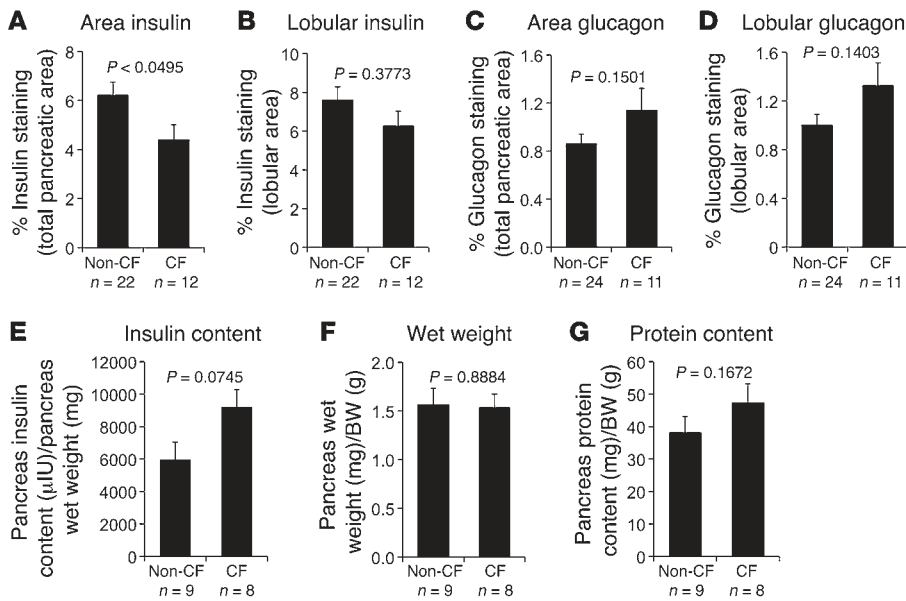 A Area insulin
% Insulin staining
(total pancreatic area)
8
6
4
2
0
P < 0.0495
Non-CF CF
n = 22 n = 12
B Lobular insulin
% Insulin staining
(lobular area)
10
8
6
4
2
0
P = 0.3773
Non-CF CF
n = 22 n = 12
C Area glucagon
% Glucagon staining
(total pancreatic area)
1.6
1.2
0.8
0.4
0.0
P = 0.1501
Non-CF CF
n = 24 n = 11
D Lobular glucagon
% Glucagon staining
(lobular area)
1.6
1.2
0.8
0.4
0
P = 0.1403
Non-CF CF
n = 24 n = 11
E Insulin content
Pancreas insulin
content (μIU)/pancreas
wet weight (mg)
12000
10000
8000
6000
4000
2000
0
P = 0.0745
Non-CF CF
n = 9 n = 8
F Wet weight
Pancreas wet
weight (mg)/BW (g)
2.0
1.5
1.0
0.5
0.0
P = 0.8884
Non-CF CF
n = 9 n = 8
G Protein content
Pancreas protein
content (mg)/BW (g)
60
50
40
30
20
10
0
P = 0.1672
Non-CF CF
n = 9 n = 8